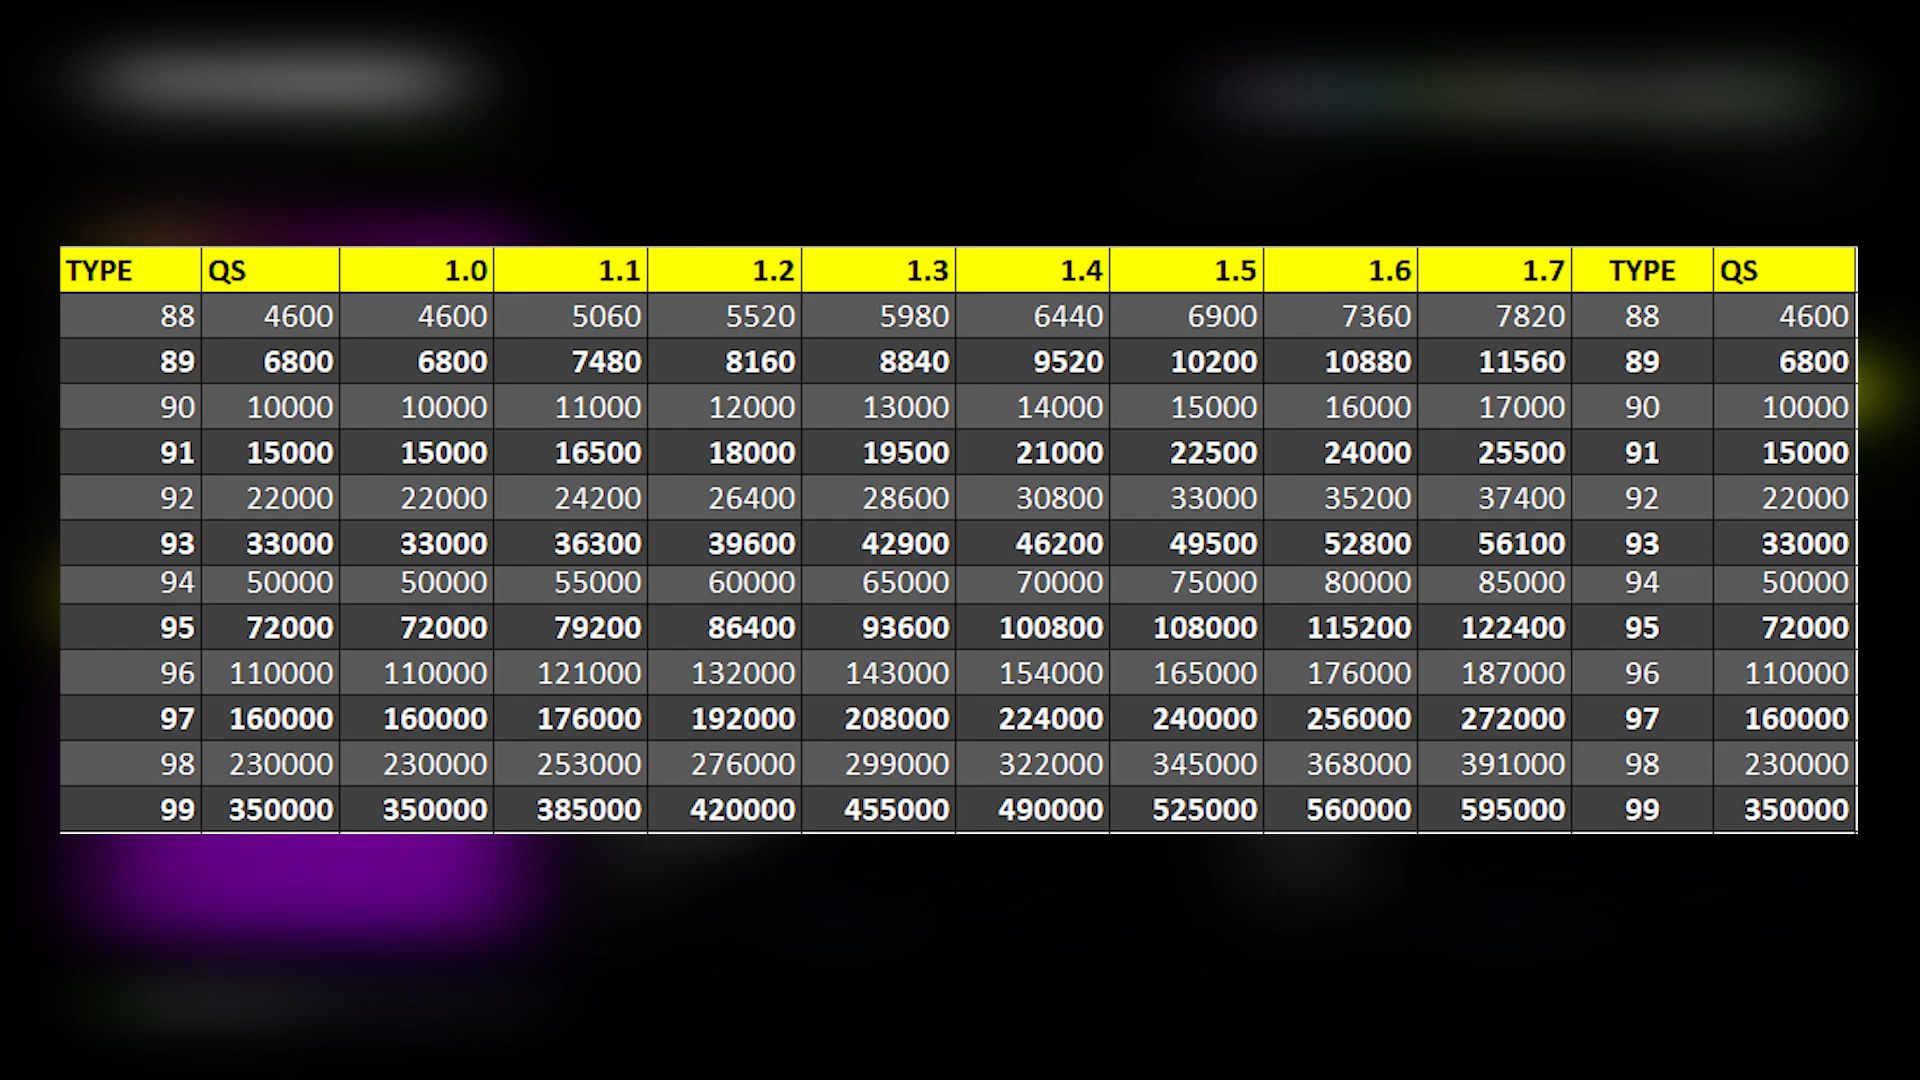 TYPE QS 1.0 1.1 1.2 1.3 1.4 1.5 1.6 1.7 TYPE QS
88 4600 4600 5060 5520 5980 6440 6900 7360 7820 88 4600
89 6800 6800 7480 8160 8840 9520 10200 10880 11560 89 6800
90 10000 10000 11000 12000 13000 14000 15000 16000 17000 90 10000
91 15000 15000 16500 18000 19500 21000 22500 24000 25500 91 15000
92 22000 22000 24200 26400 28600 30800 33000 35200 37400 92 22000
93 33000 33000 36300 39600 42900 46200 49500 52800 56100 93 33000
94 50000 50000 55000 60000 65000 70000 75000 80000 85000 94 50000
95 72000 72000 79200 86400 93600 100800 108000 115200 122400 95 72000
96 110000 110000 121000 132000 143000 154000 165000 176000 187000 96 110000
97 160000 160000 176000 192000 208000 224000 240000 256000 272000 97 160000
98 230000 230000 253000 276000 299000 322000 345000 368000 391000 98 230000
99 350000 350000 385000 420000 455000 490000 525000 560000 595000 99 350000